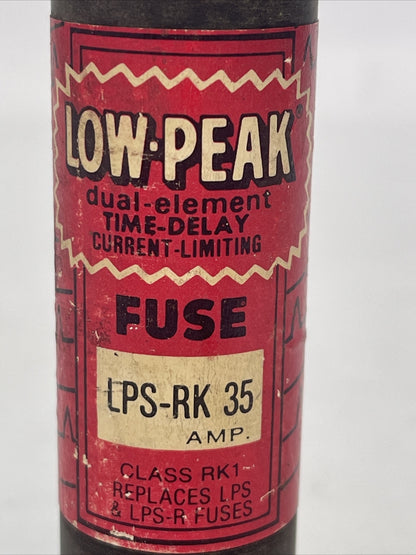 LOW-PEAK®
dual-element
TIME-DELAY
CURRENT-LIMITING
FUSE
LPS-RK 35
AMP.
CLASS RK1
REPLACES LPS
& LPS-R FUSES